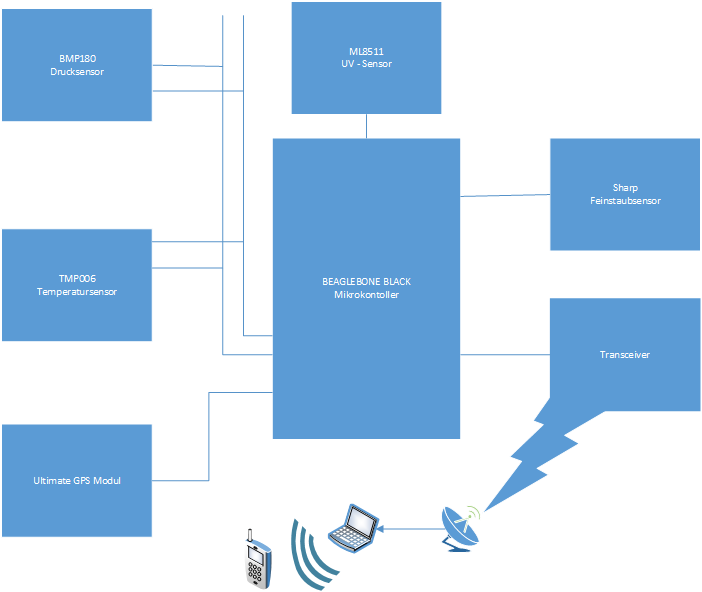 BMP180
Drucksensor
ML8511
UV - Sensor
Sharp
Feinstaubsensor
TMP006
Temperatursensor
BEAGLEBONE BLACK
Mikrokontoller
Transceiver
Ultimate GPS Modul